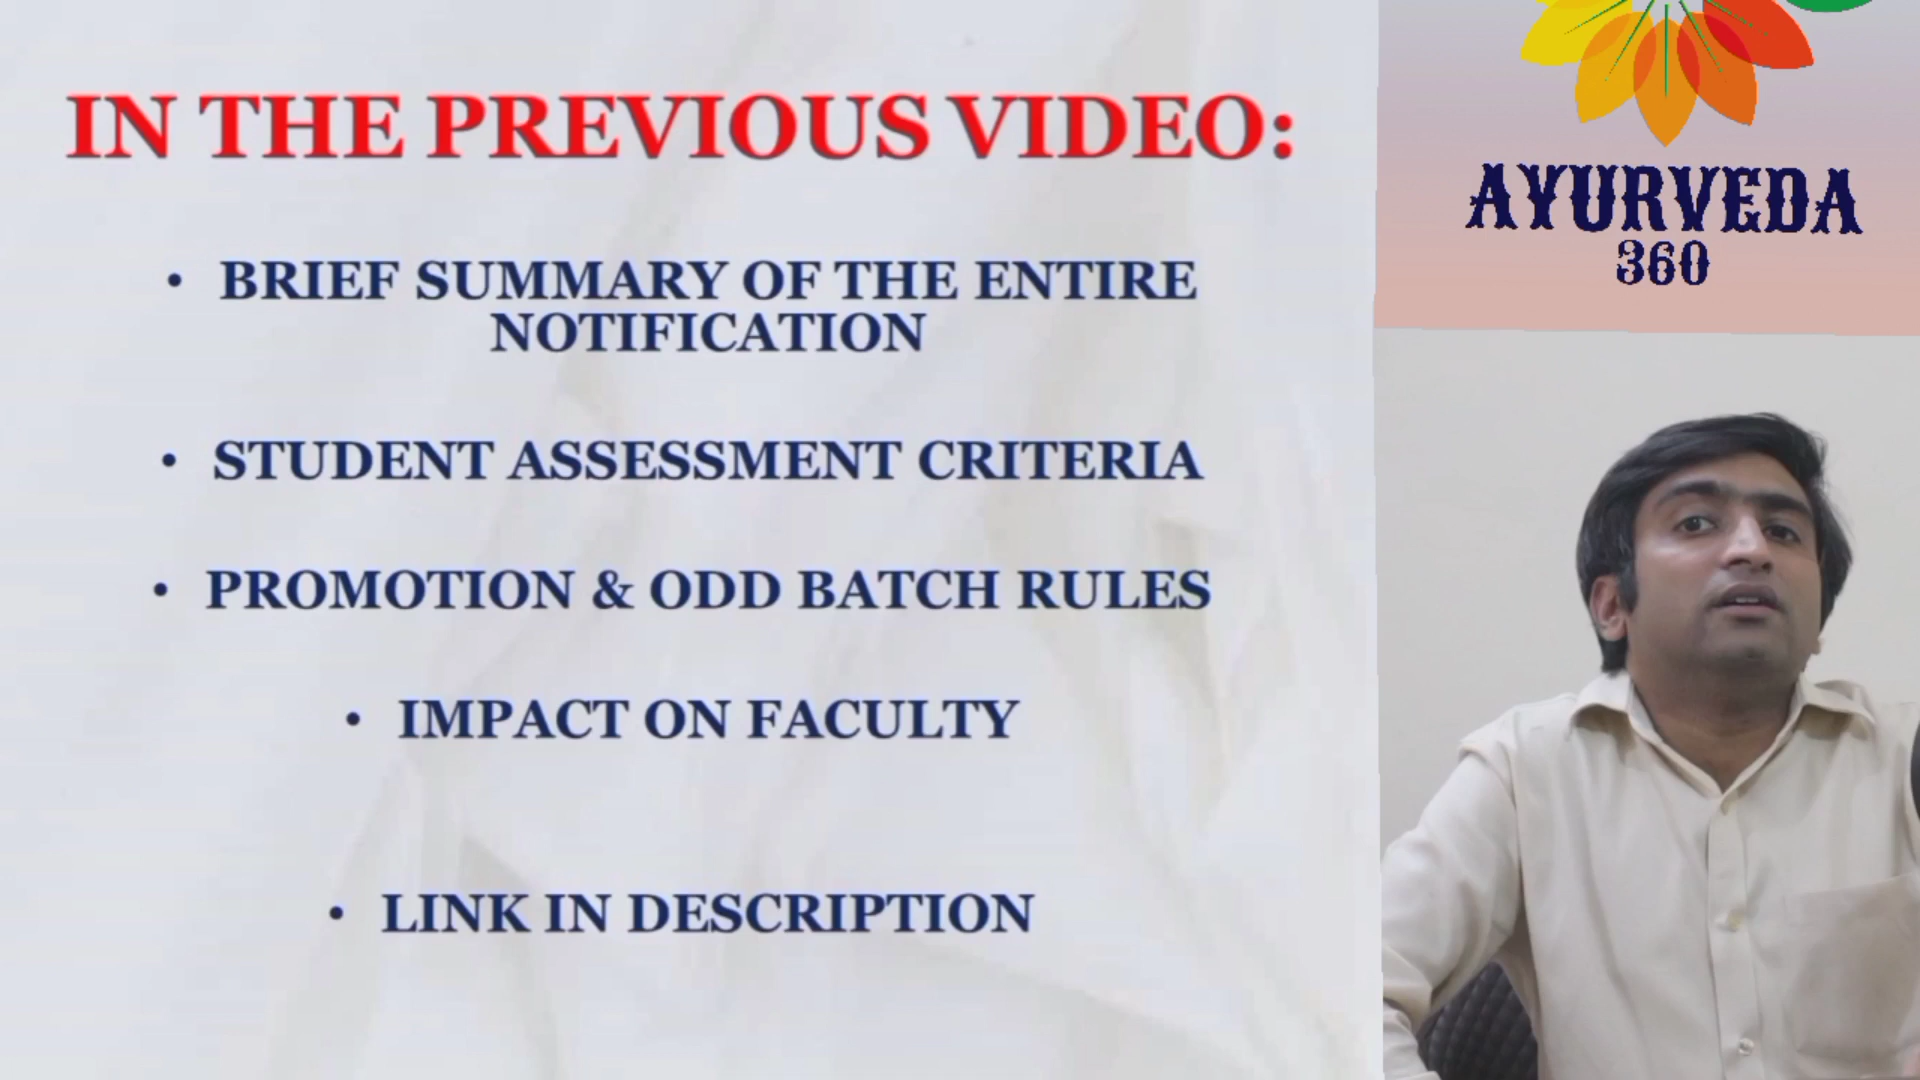 IN THE PREVIOUS VIDEO:
• BRIEF SUMMARY OF THE ENTIRE
NOTIFICATION
• STUDENT ASSESSMENT CRITERIA
• PROMOTION & ODD BATCH RULES
• IMPACT ON FACULTY
• LINK IN DESCRIPTION
AYURVEDA
360